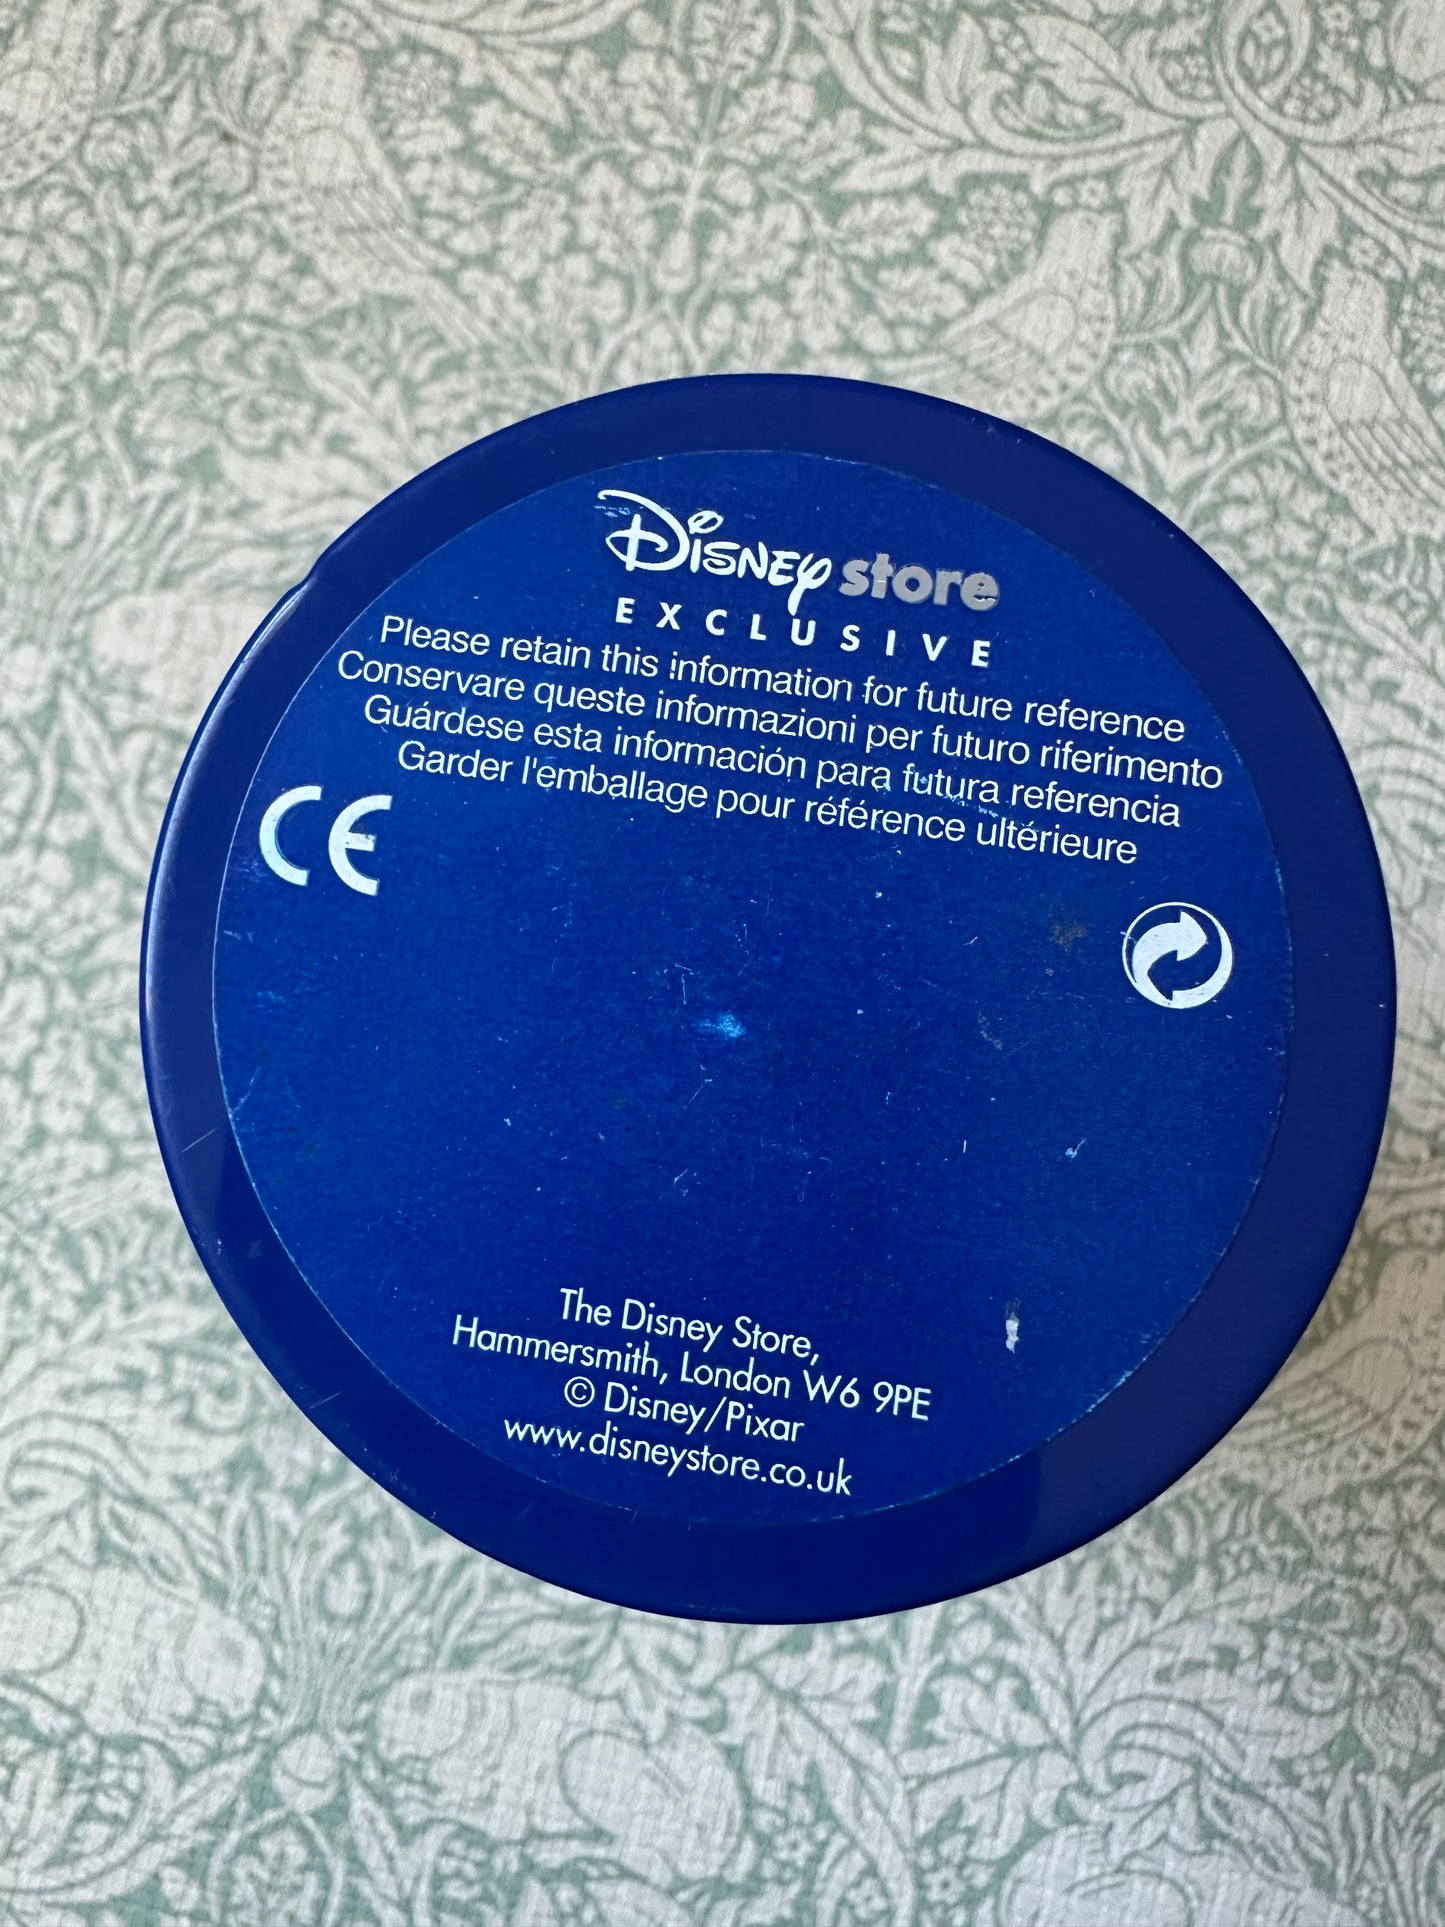 Disney store
EXCLUSIVE
Please retain this information for future reference
Conservare queste informazioni per futuro riferimento
Guárdese esta información para futura referencia
Garder l'emballage pour référence ultérieure
CE
The Disney Store,
Hammersmith, London W6 9PE
© Disney/Pixar
www.disneystore.co.uk